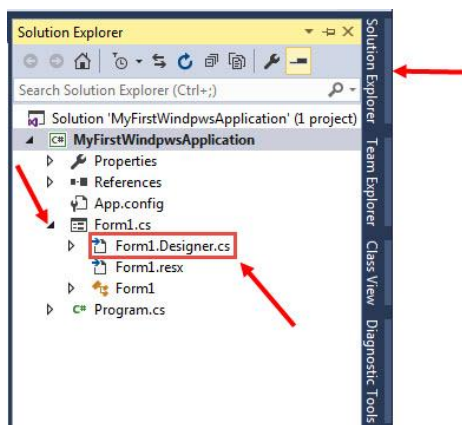 Solution Explorer
Search Solution Explorer (Ctrl+;)
Solution 'MyFirstWindpwsApplication' (1 project)
C# MyFirstWindpwsApplication
Properties
References
App.config
Form1.cs
Form1.Designer.cs
Form1.resx
Form1
C# Program.cs
Solution Explorer
Team Explorer
Class View
Diagnostic Tools